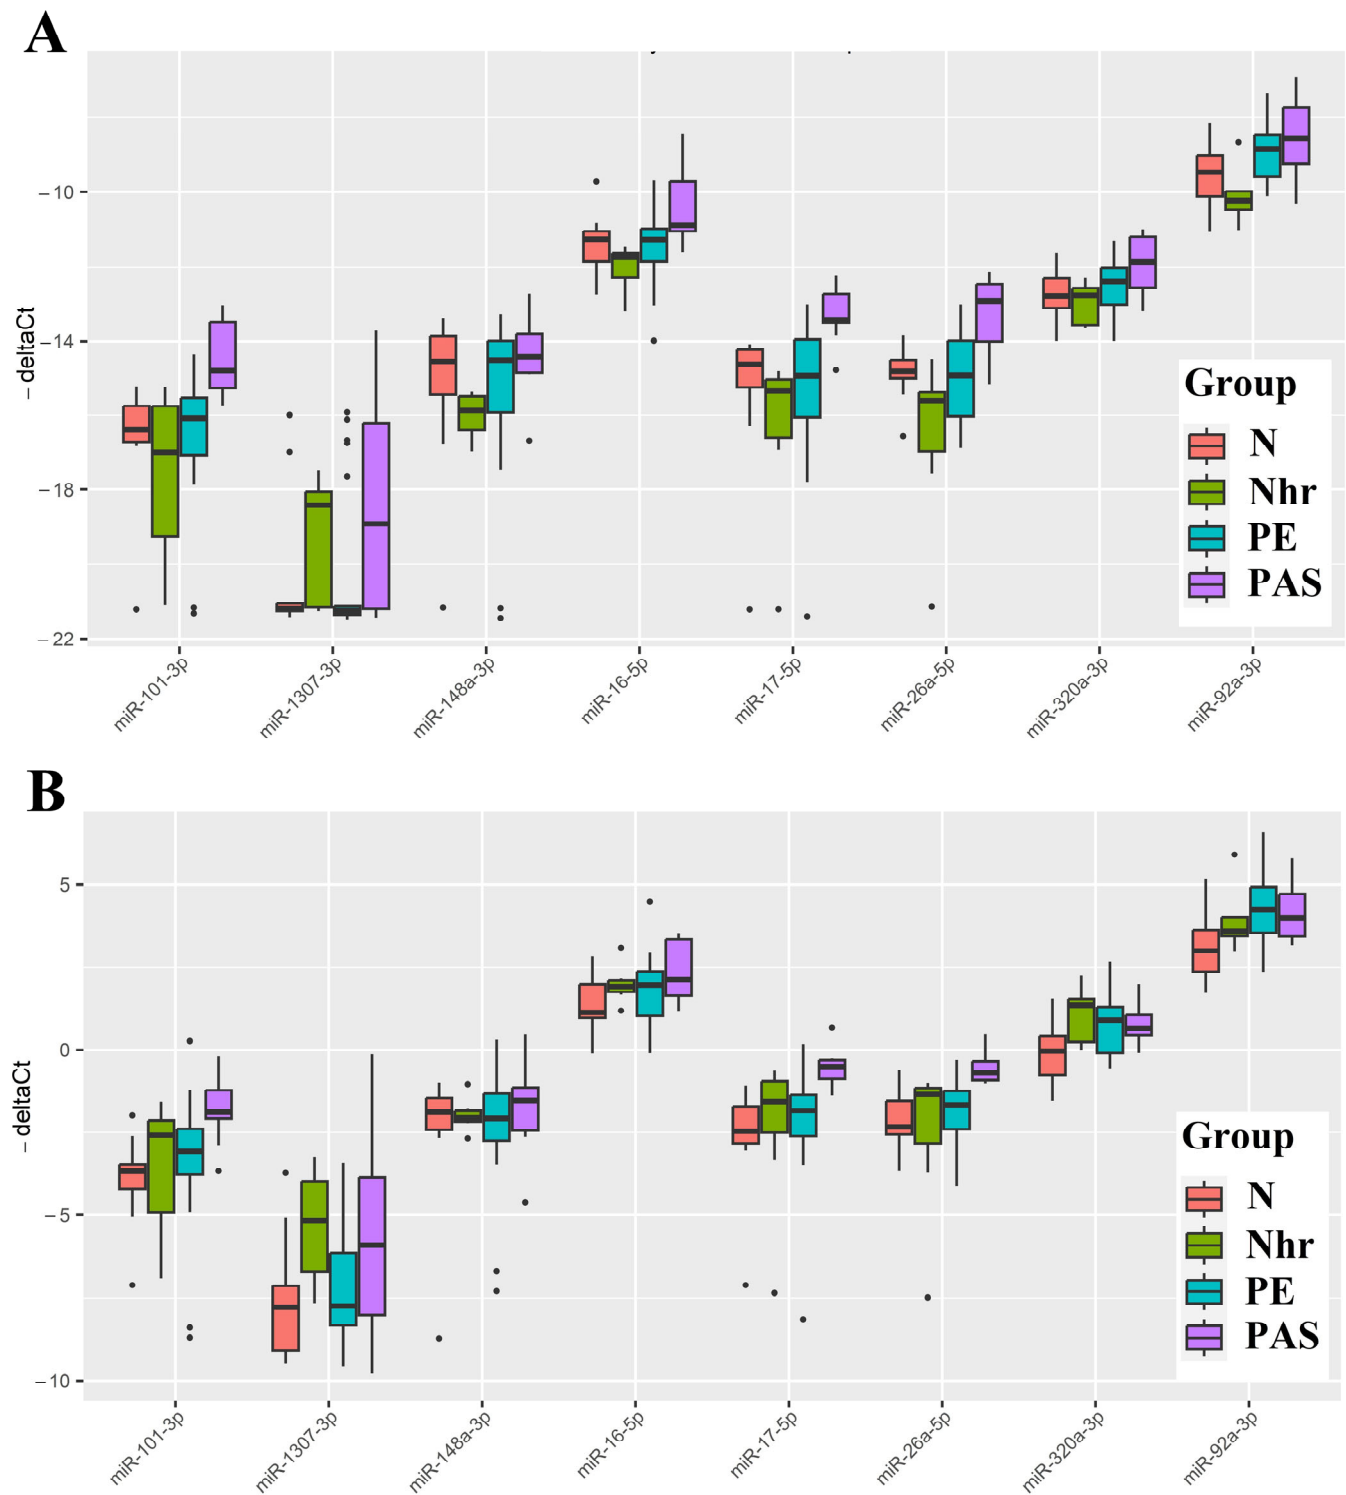 A
−10
−14
−18
−22
−deltaCt
Group
N
Nhr
PE
PAS
miR-101-3p
miR-1307-3p
miR-148a-3p
miR-16-5p
miR-17-5p
miR-26a-5p
miR-320a-3p
miR-92a-3p
B
5
0
−5
−10
−deltaCt
Group
N
Nhr
PE
PAS
miR-101-3p
miR-1307-3p
miR-148a-3p
miR-16-5p
miR-17-5p
miR-26a-5p
miR-320a-3p
miR-92a-3p